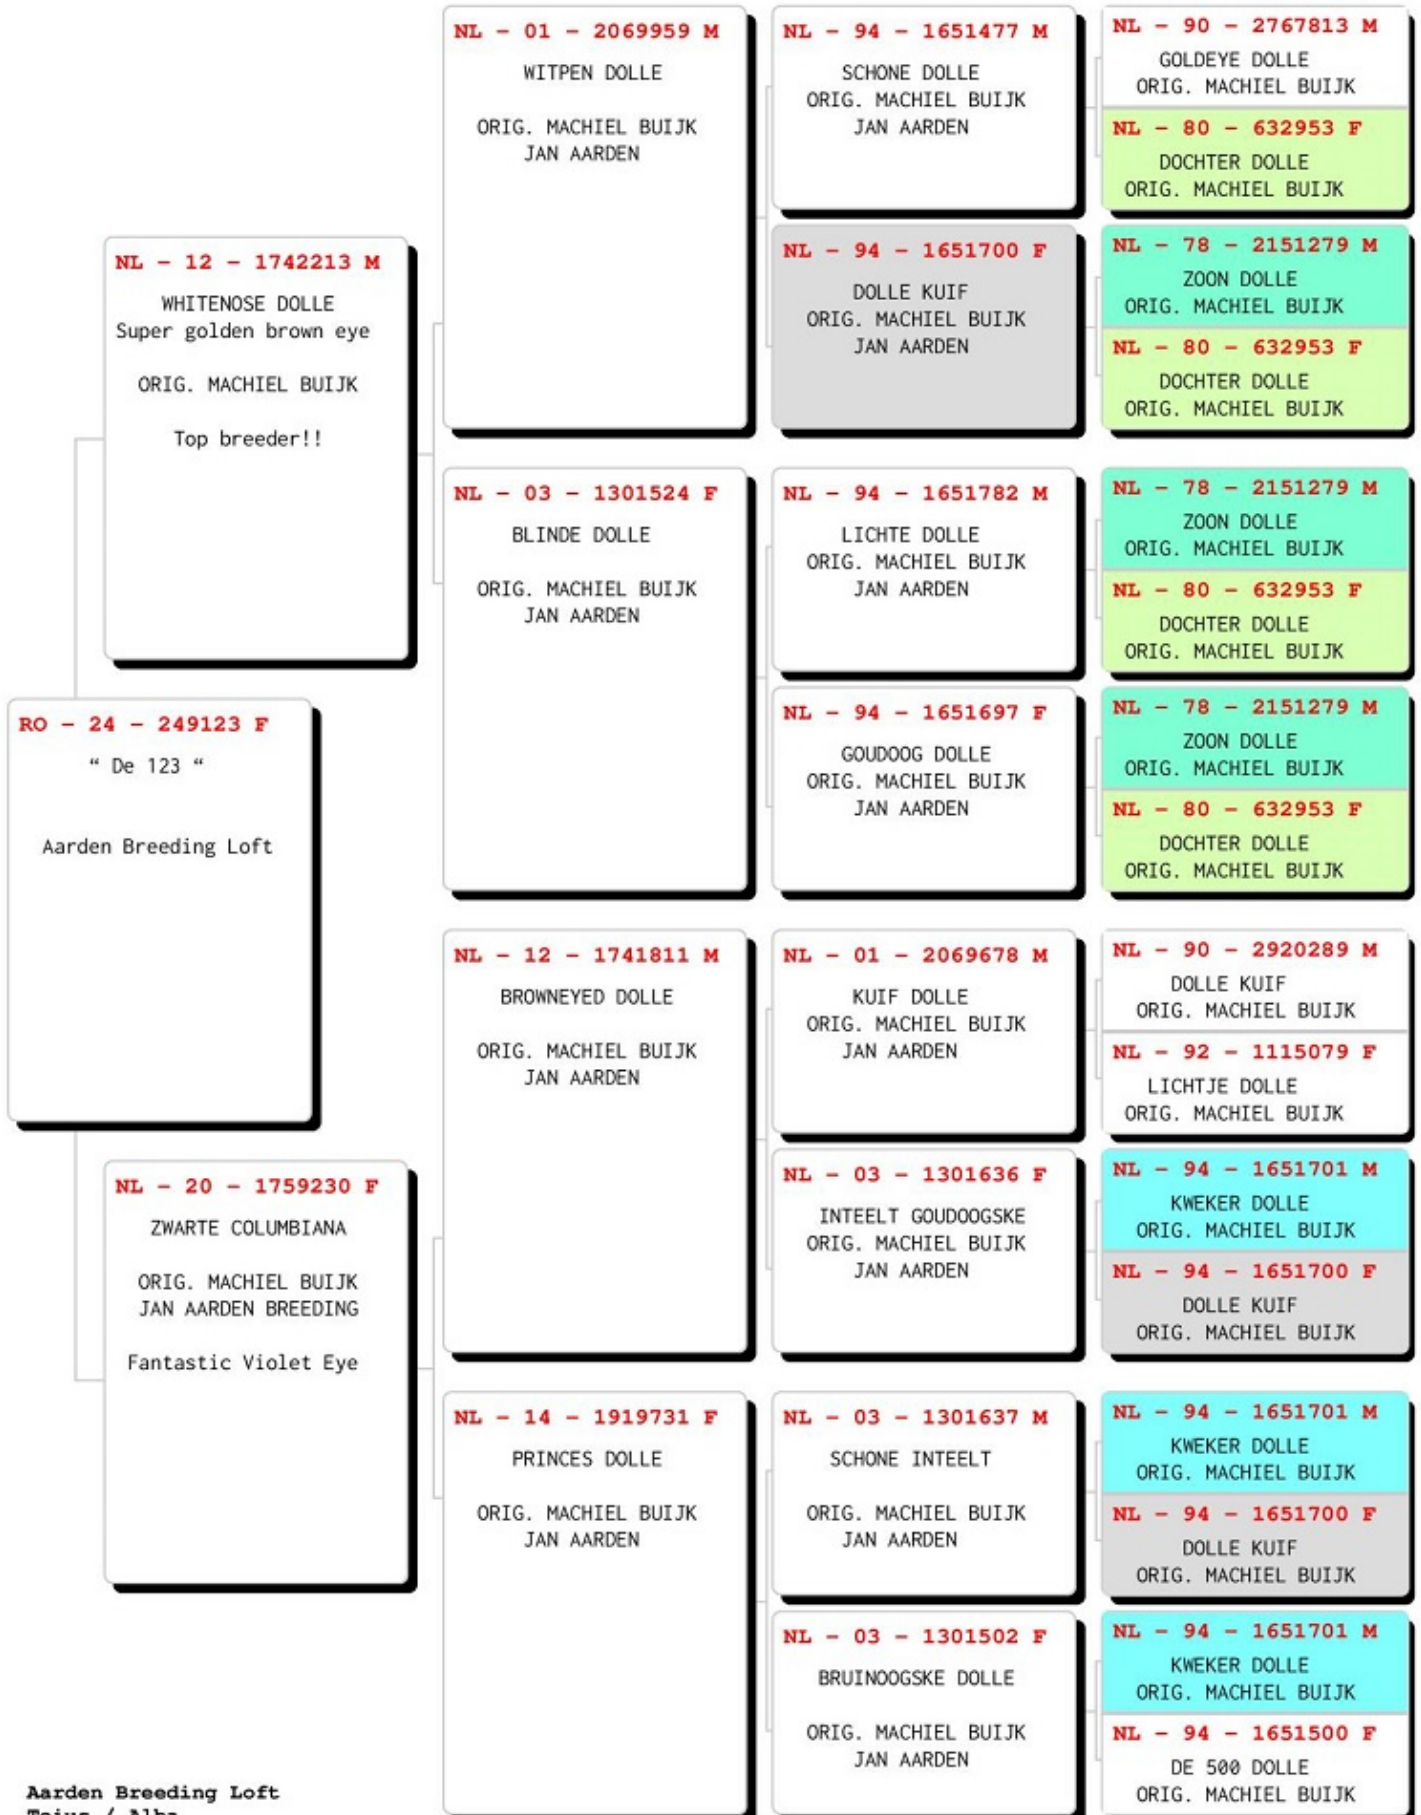 RO - 24 - 249123 F
“ De 123 “
Aarden Breeding Loft
NL - 12 - 1742213 M
WHITENOSE DOLLE
Super golden brown eye
ORIG. MACHIEL BUIJK
Top breeder!!
NL - 20 - 1759230 F
ZWARTE COLUMBIANA
ORIG. MACHIEL BUIJK
JAN AARDEN BREEDING
Fantastic Violet Eye
NL - 01 - 2069959 M
WITPEN DOLLE
ORIG. MACHIEL BUIJK
JAN AARDEN
NL - 03 - 1301524 F
BLINDE DOLLE
ORIG. MACHIEL BUIJK
JAN AARDEN
NL - 12 - 1741811 M
BROWNEYED DOLLE
ORIG. MACHIEL BUIJK
JAN AARDEN
NL - 14 - 1919731 F
PRINCES DOLLE
ORIG. MACHIEL BUIJK
JAN AARDEN
NL - 94 - 1651477 M
SCHONE DOLLE
ORIG. MACHIEL BUIJK
JAN AARDEN
NL - 94 - 1651700 F
DOLLE KUIF
ORIG. MACHIEL BUIJK
JAN AARDEN
NL - 94 - 1651782 M
LICHTE DOLLE
ORIG. MACHIEL BUIJK
JAN AARDEN
NL - 94 - 1651697 F
GOUDOOG DOLLE
ORIG. MACHIEL BUIJK
JAN AARDEN
NL - 01 - 2069678 M
KUIF DOLLE
ORIG. MACHIEL BUIJK
JAN AARDEN
NL - 03 - 1301636 F
INTEELT GOUDOOGSKE
ORIG. MACHIEL BUIJK
JAN AARDEN
NL - 03 - 1301637 M
SCHONE INTEELT
ORIG. MACHIEL BUIJK
JAN AARDEN
NL - 03 - 1301502 F
BRUINOOGSKE DOLLE
ORIG. MACHIEL BUIJK
JAN AARDEN
NL - 90 - 2767813 M
GOLDEYE DOLLE
ORIG. MACHIEL BUIJK
NL - 80 - 632953 F
DOCHTER DOLLE
ORIG. MACHIEL BUIJK
NL - 78 - 2151279 M
ZOON DOLLE
ORIG. MACHIEL BUIJK
NL - 80 - 632953 F
DOCHTER DOLLE
ORIG. MACHIEL BUIJK
NL - 78 - 2151279 M
ZOON DOLLE
ORIG. MACHIEL BUIJK
NL - 80 - 632953 F
DOCHTER DOLLE
ORIG. MACHIEL BUIJK
NL - 78 - 2151279 M
ZOON DOLLE
ORIG. MACHIEL BUIJK
NL - 80 - 632953 F
DOCHTER DOLLE
ORIG. MACHIEL BUIJK
NL - 90 - 2920289 M
DOLLE KUIF
ORIG. MACHIEL BUIJK
NL - 92 - 1115079 F
LICHTJE DOLLE
ORIG. MACHIEL BUIJK
NL - 94 - 1651701 M
KWEKER DOLLE
ORIG. MACHIEL BUIJK
NL - 94 - 1651700 F
DOLLE KUIF
ORIG. MACHIEL BUIJK
NL - 94 - 1651701 M
KWEKER DOLLE
ORIG. MACHIEL BUIJK
NL - 94 - 1651700 F
DOLLE KUIF
ORIG. MACHIEL BUIJK
NL - 94 - 1651701 M
KWEKER DOLLE
ORIG. MACHIEL BUIJK
NL - 94 - 1651500 F
DE 500 DOLLE
ORIG. MACHIEL BUIJK
Aarden Breeding Loft